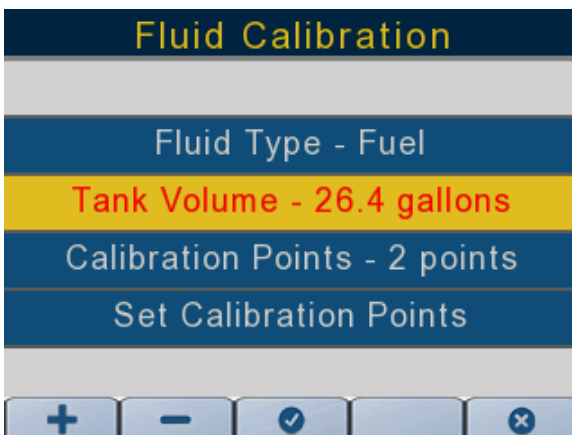 Fluid Calibration
Fluid Type - Fuel
Tank Volume - 26.4 gallons
Calibration Points - 2 points
Set Calibration Points